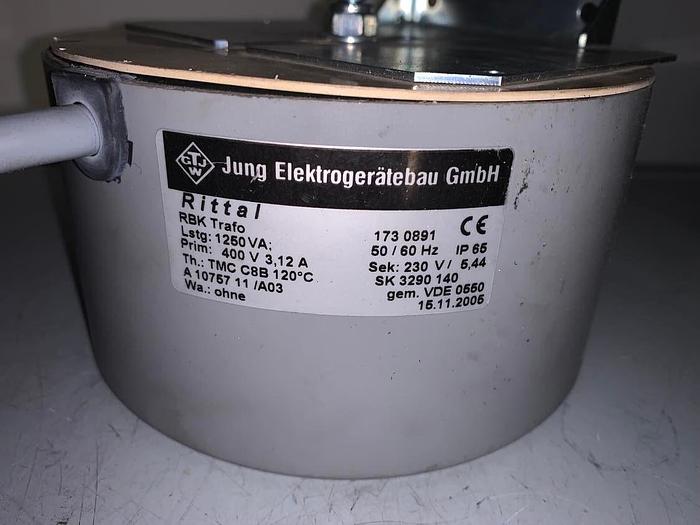 GTJW
Jung Elektrogerätebau GmbH
Rittal
RBK Trafo 173 0891 CE
Lstg: 1250 VA; 50 / 60 Hz IP 65
Prim: 400 V 3,12 A Sek: 230 V / 5,44
Th.: TMC C8B 120°C SK 3290 140
A 10757 11 /A03 gem. VDE 0550
Wa.: ohne 15.11.2005